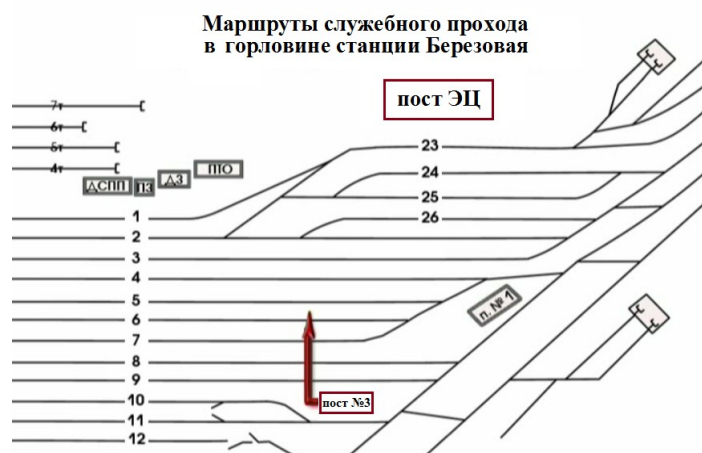 Маршруты служебного прохода
в горловине станции Березовая
пост ЭЦ
7т
6т
5т
4т
ДСПП
ПЗ
ДЗ
ПТО
23
24
25
26
1
2
3
4
5
6
7
8
9
10
11
12
п. № 1
пост №3